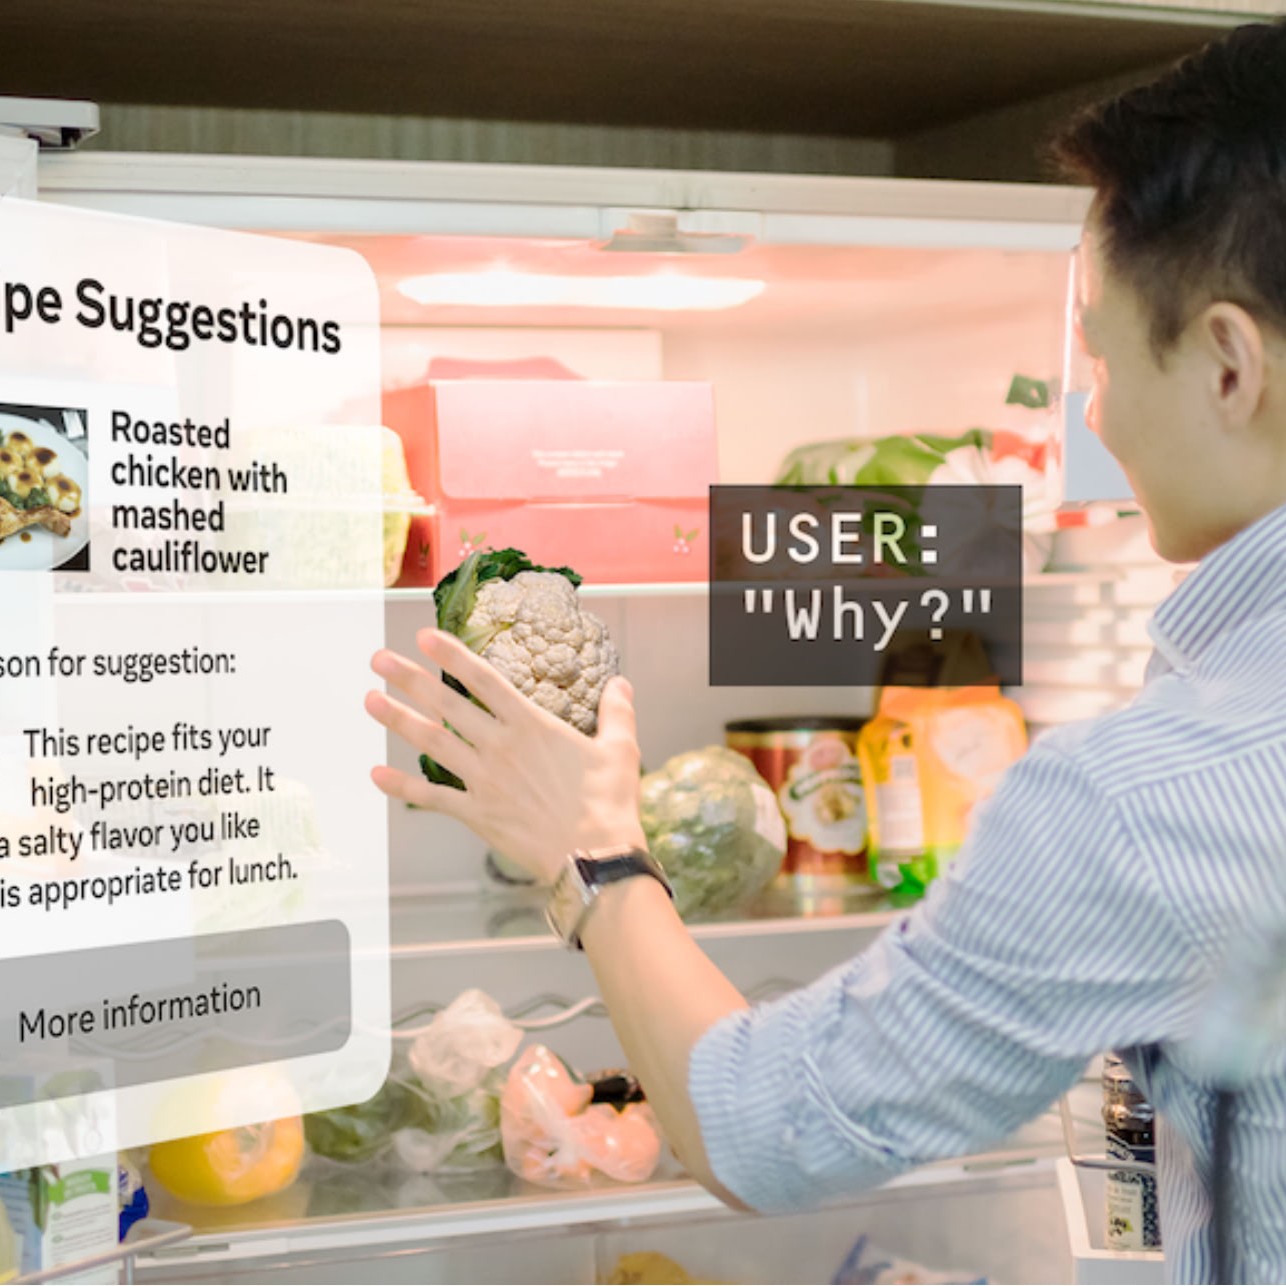 pe Suggestions
Roasted
chicken with
mashed
cauliflower
son for suggestion:
This recipe fits your
high-protein diet. It
a salty flavor you like
is appropriate for lunch.
More information
USER:
"Why?"